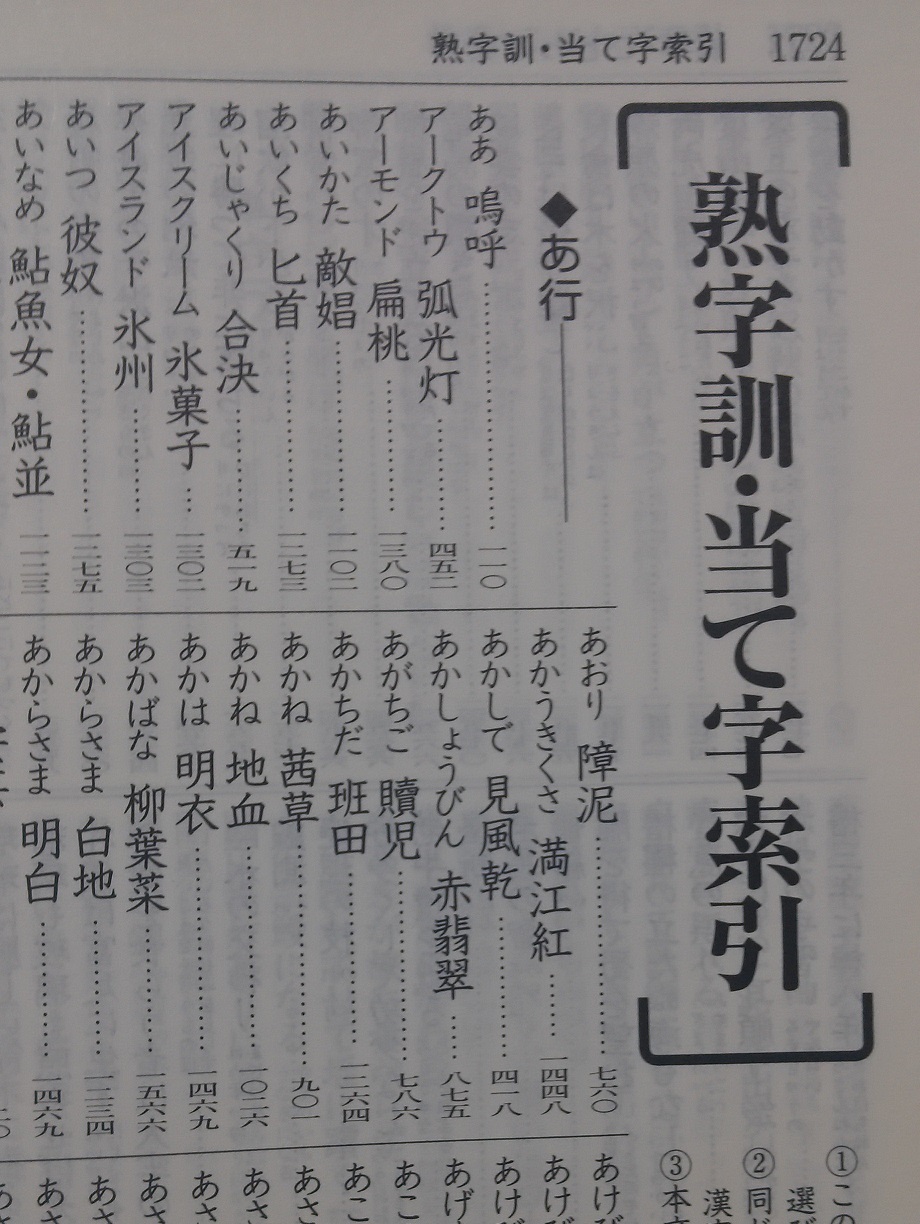 熟字訓・当て字索引 1724
熟字訓・当て字索引
◆あ行
ああ 嗚呼……………一一〇
アークトウ 弧光灯……………四五二
アーモンド 扁桃……………一三八〇
あいかた 敵娼……………一一〇二
あいくち 匕首……………一二七三
あいじゃくり 合決……………五一九
アイスクリーム 氷菓子…一三〇二
アイスランド 氷州……………一三〇三
あいつ 彼奴……………一二七五
あいなめ 鮎魚女・鮎並 一一二三
あおり 障泥……………七六〇
あかうきくさ 満江紅……一四四八
あかしで 見風乾……………四一八
あかしょうびん 赤翡翠……八七五
あがちご 贖児……………七八六
あかちだ 班田……………一二六四
あかね 茜草……………九〇一
あかね 地血……………一〇二六
あかは 明衣……………一四六九
あかばな 柳葉菜……………一五六六
あからさま 白地……………一二三四
あからさま 明白……………一四六九
①
②同
③本